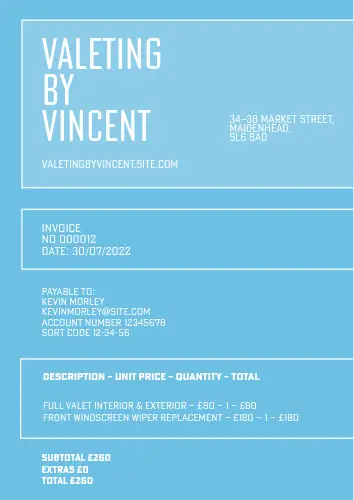 VALETING
BY
VINCENT
VALETINGBYVINCENT.SITE.COM
34-38 MARKET STREET,
MAIDENHEAD,
SL6 8AD
INVOICE
NO 000012
DATE: 30/07/2022
PAYABLE TO:
KEVIN MORLEY
KEVINMORLEY@SITE.COM
ACCOUNT NUMBER 12345678
SORT CODE 12-34-56
DESCRIPTION - UNIT PRICE - QUANTITY - TOTAL
FULL VALET INTERIOR & EXTERIOR - £80 - 1 - £80
FRONT WINDSCREEN WIPER REPLACEMENT - £180 - 1 - £180
SUBTOTAL £260
EXTRAS £0
TOTAL £260